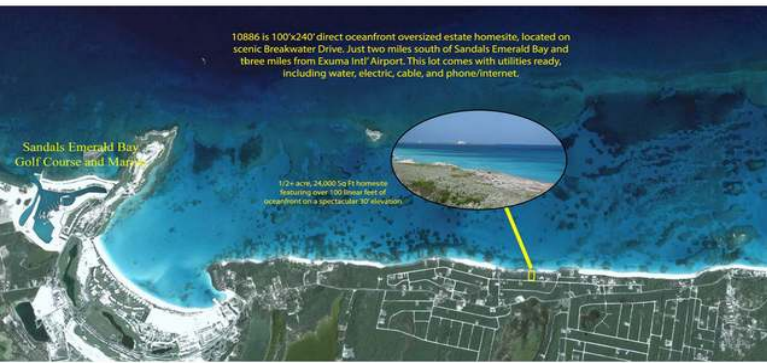 10886 is 100'x240' direct oceanfront oversized estate homesite, located on
scenic Breakwater Drive. Just two miles south of Sandals Emerald Bay and
three miles from Exuma Intl' Airport. This lot comes with utilities ready,
including water, electric, cable, and phone/internet.
Sandals Emerald Bay
Golf Course and Marina
1/2+ acre, 24,000 Sq Ft homesite
featuring over 100 linear feet of
oceanfront on a spectacular 30' elevation